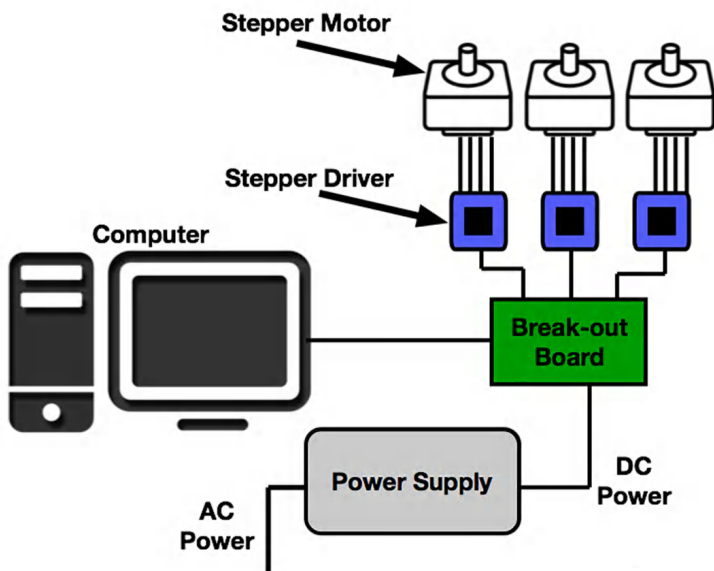 Stepper Motor
Stepper Driver
Computer
Break-out
Board
Power Supply
DC
Power
AC
Power